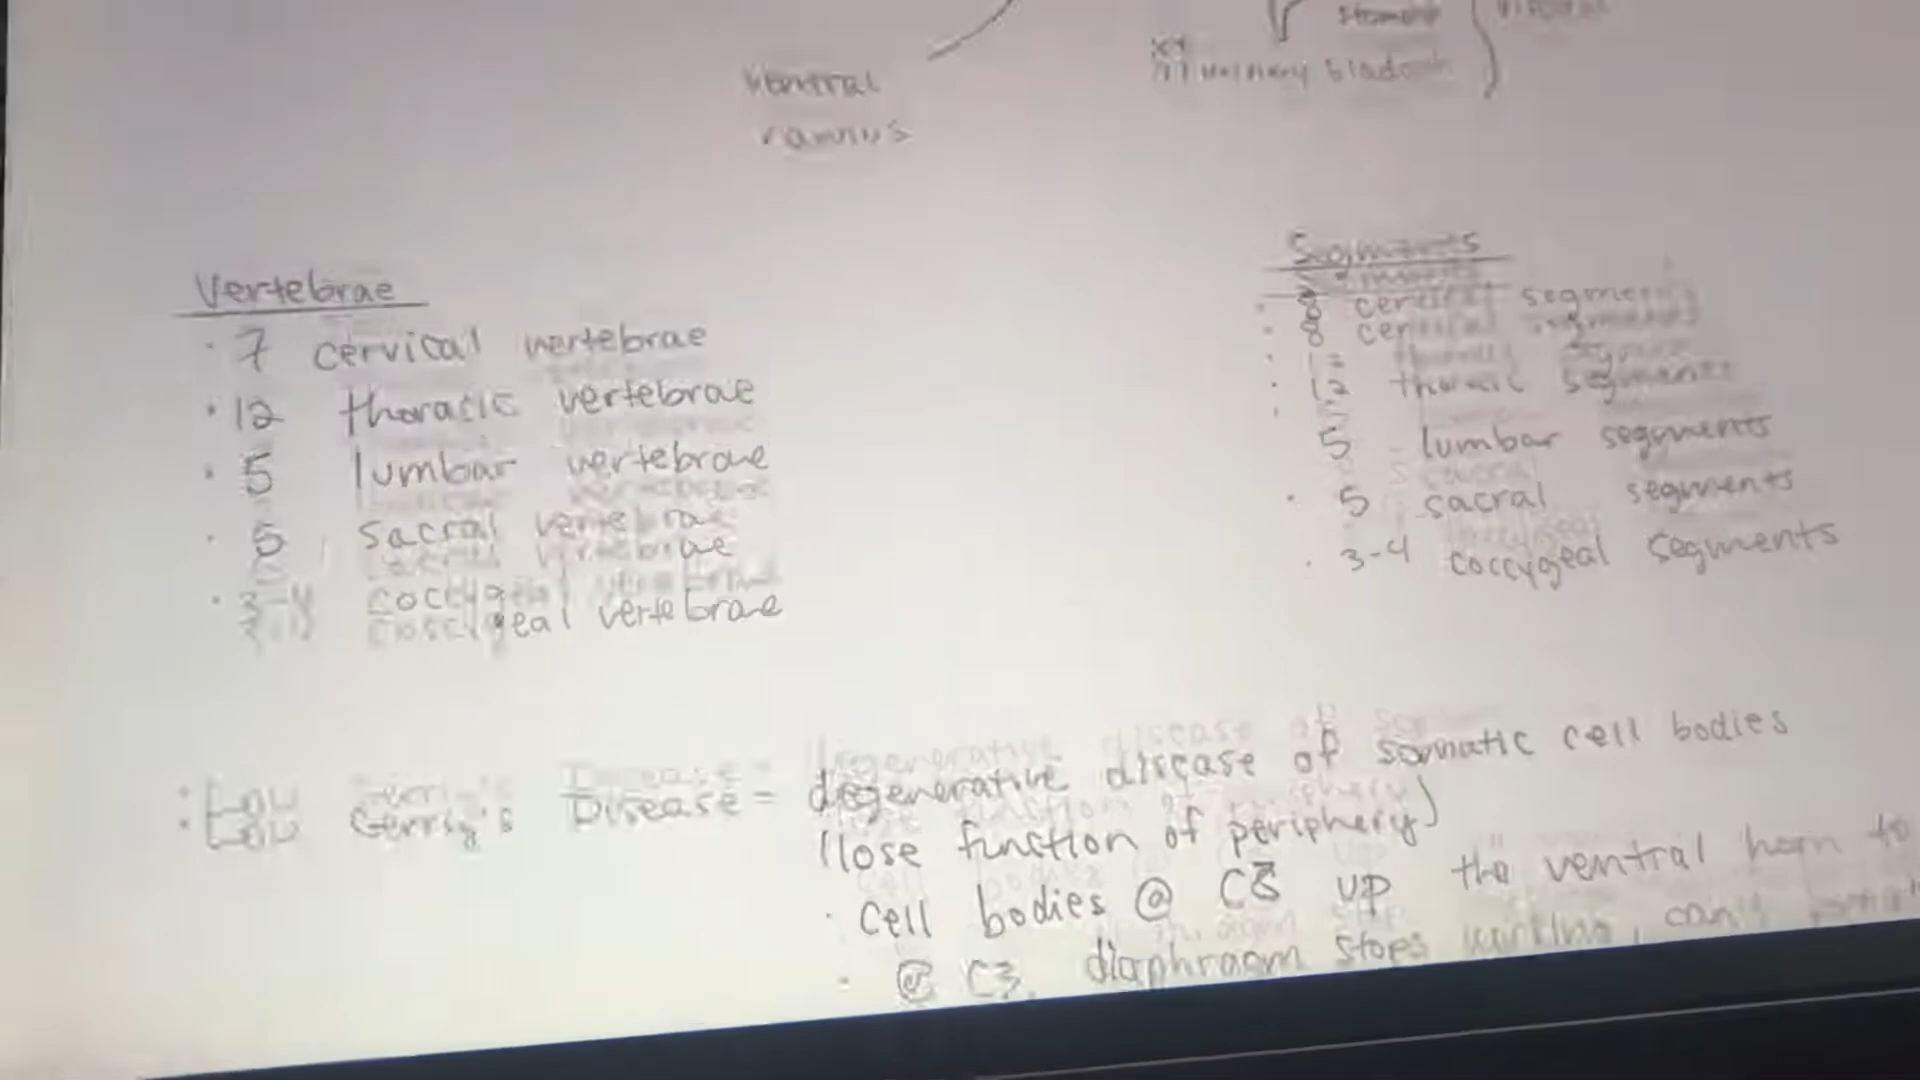 stomach
urinary bladder
ventral
ramus
Vertebrae
· 7 cervical vertebrae
· 12 thoracic vertebrae
· 5 lumbar vertebrae
· 5 sacral vertebrae
· 3-4 coccygeal vertebrae
Segments
· 8 cervical segments
· 12 thoracic segments
· 5 lumbar segments
· 5 sacral segments
· 3-4 coccygeal segments
· Lou Gerrig's Disease = degenerative disease of somatic cell bodies
(lose function of periphery)
· cell bodies @ C8 up the ventral horn to
· @ C3, diaphragm stops working, can't